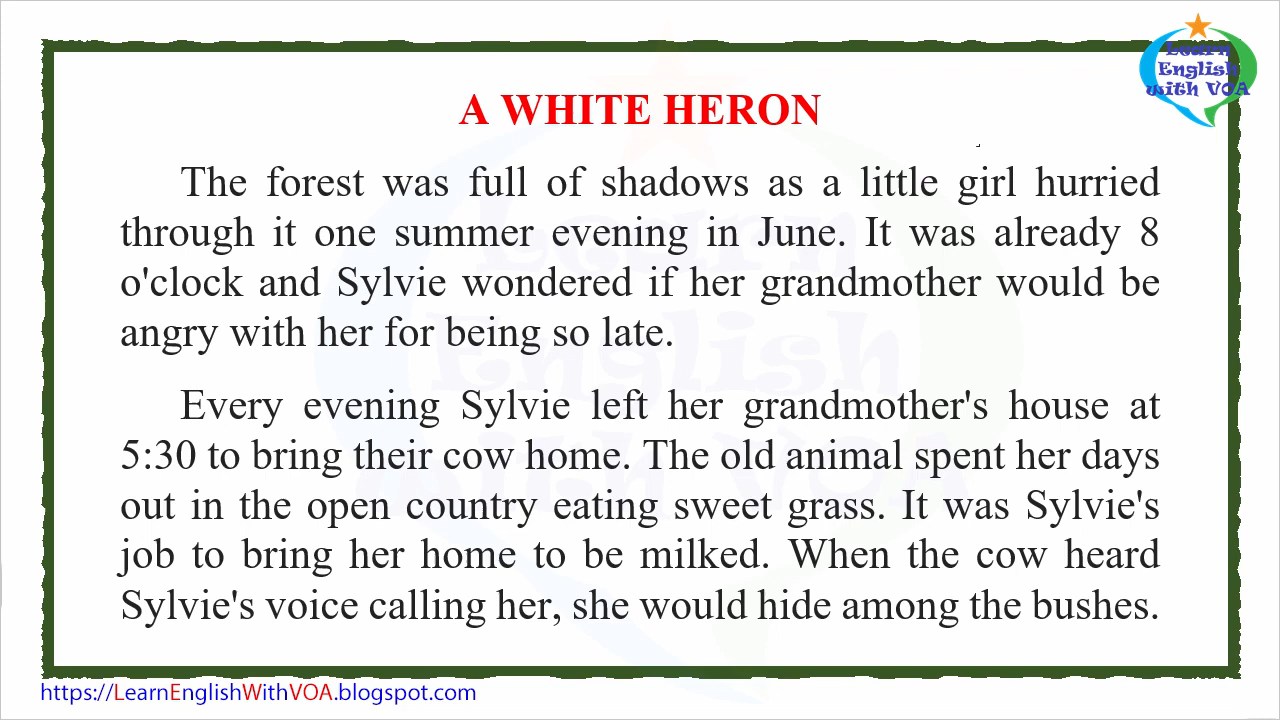 Learn
English
with VOA
A WHITE HERON
The forest was full of shadows as a little girl hurried
through it one summer evening in June. It was already 8
o'clock and Sylvie wondered if her grandmother would be
angry with her for being so late.
Every evening Sylvie left her grandmother's house at
5:30 to bring their cow home. The old animal spent her days
out in the open country eating sweet grass. It was Sylvie's
job to bring her home to be milked. When the cow heard
Sylvie's voice calling her, she would hide among the bushes.
Learn
English
with VOA
https://LearnEnglishWithVOA.blogspot.com